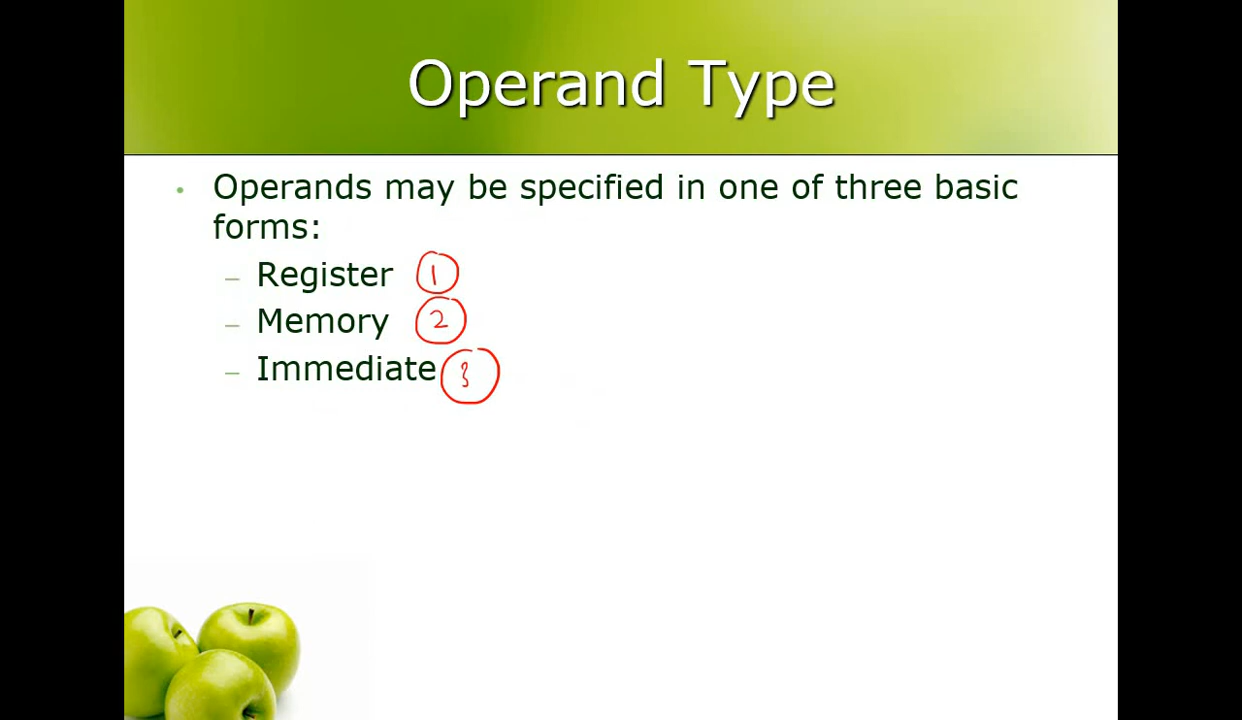 Operand Type
• Operands may be specified in one of three basic
forms:
– Register 1
– Memory 2
– Immediate 3